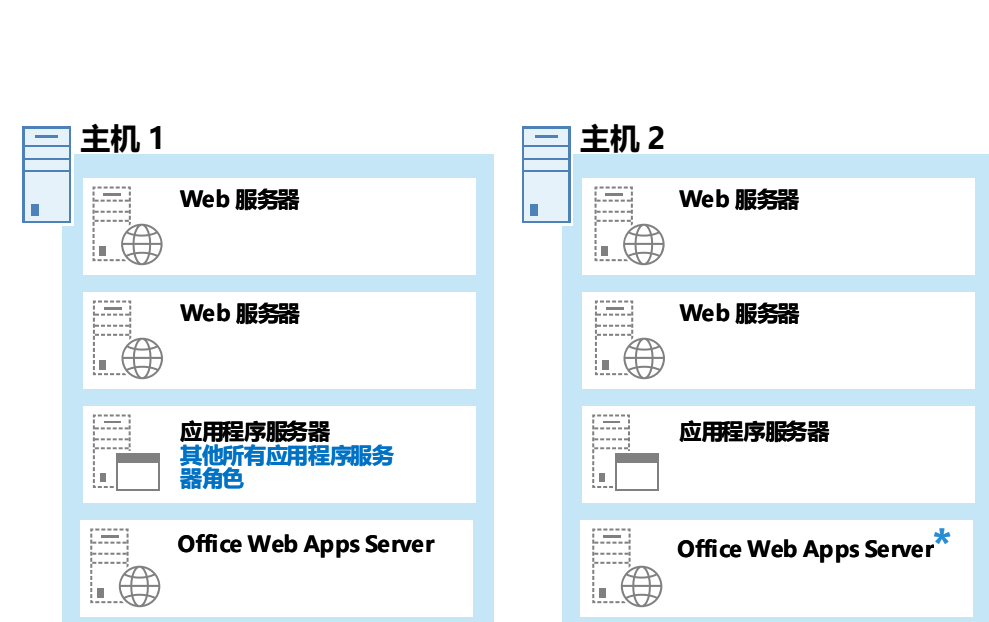 主机 1
Web 服务器
Web 服务器
应用程序服务器
其他所有应用程序服务
器角色
Office Web Apps Server
主机 2
Web 服务器
Web 服务器
应用程序服务器
Office Web Apps Server*